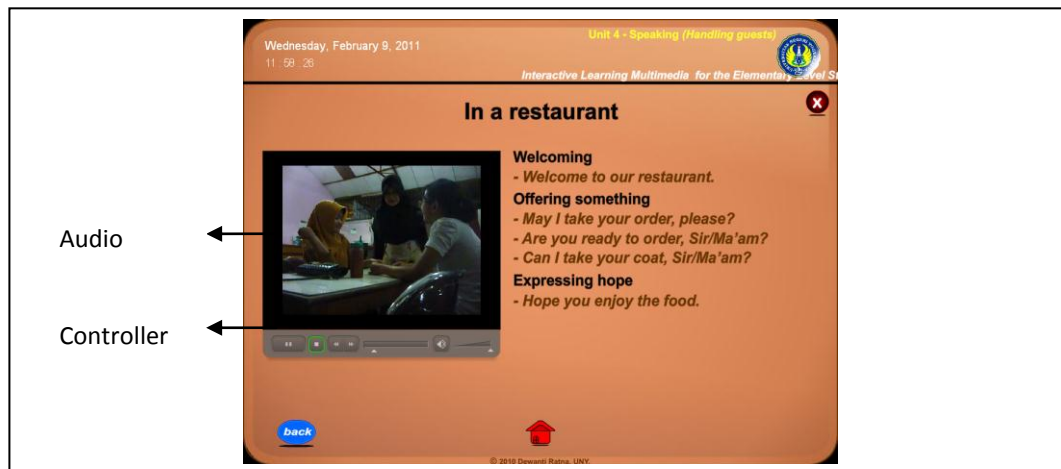 Unit 4 - Speaking (Handling guests)
Wednesday, February 9, 2011
11 : 58 : 26
Interactive Learning Multimedia for the Elementary Level St
In a restaurant
X
Welcoming
- Welcome to our restaurant.
Offering something
- May I take your order, please?
- Are you ready to order, Sir/Ma'am?
- Can I take your coat, Sir/Ma'am?
Expressing hope
- Hope you enjoy the food.
Audio
Controller
back
© 2010 Dewanti Ratna, UNY.